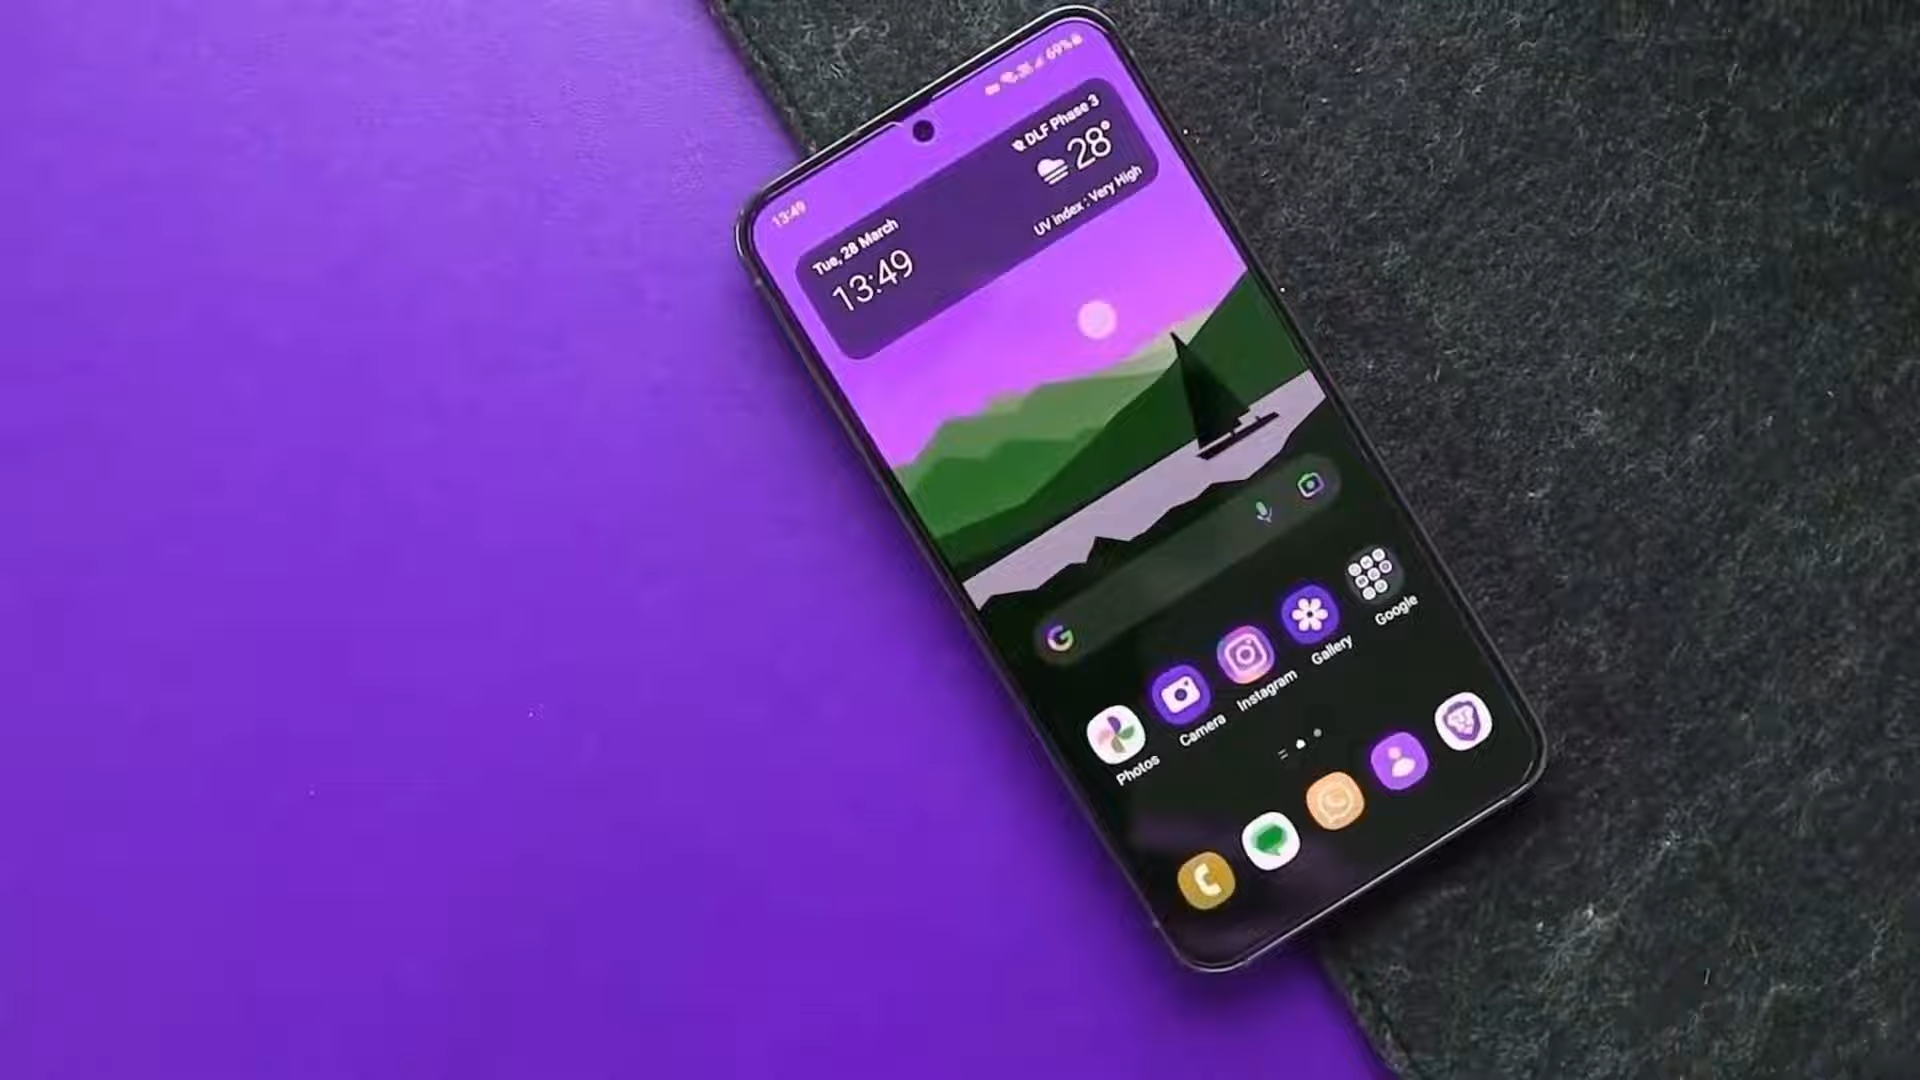 13:49
69%
DLF Phase 3
28°
UV index : Very High
Tue, 28 March
13:49
G
Photos
Camera
Instagram
Gallery
Google